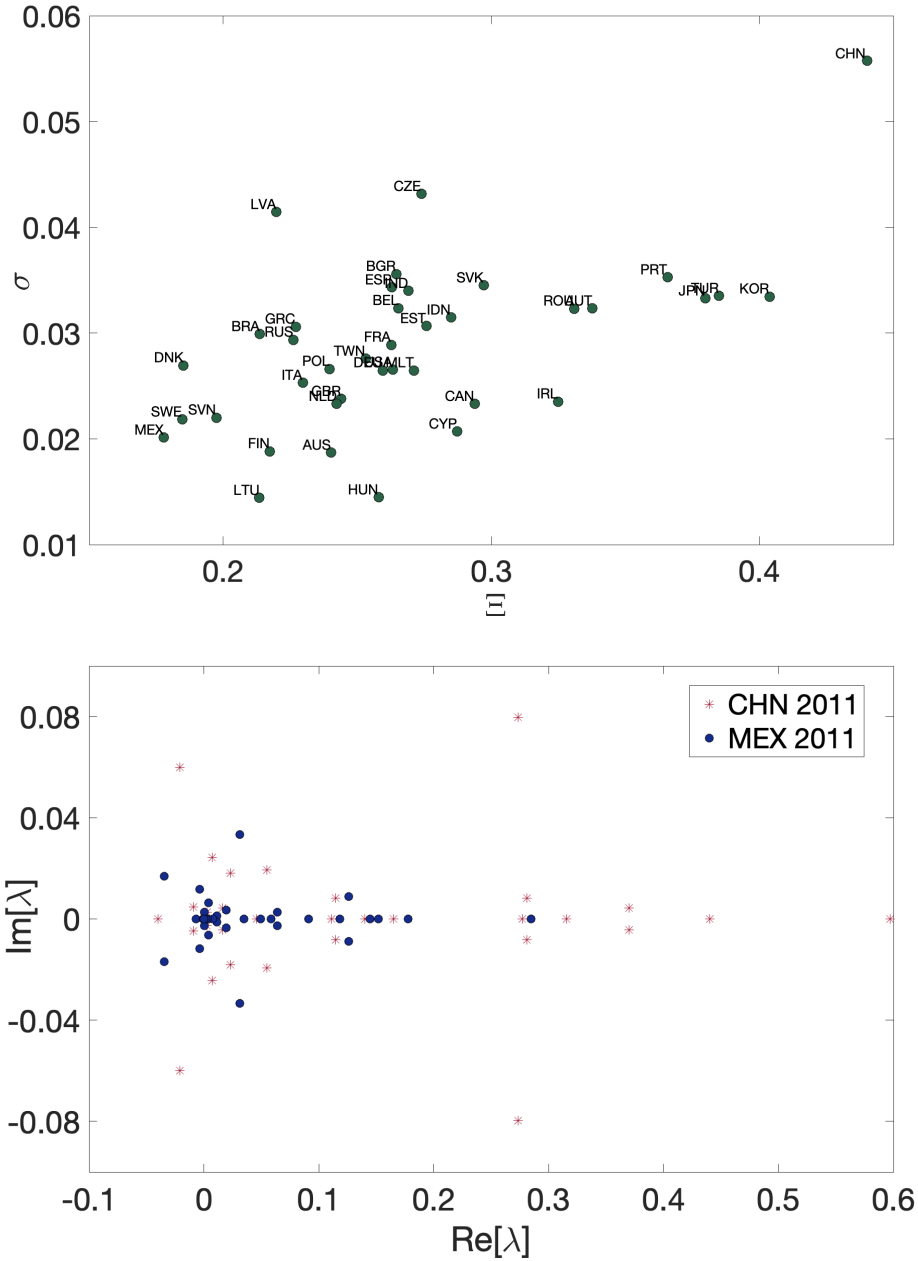 0.06
CHN
0.05
CZE
LVA
0.04
σ
BGR
ESP
IND
SVK
PRT
JPN
TUR
KOR
BEL
ROU
AUT
EST
IDN
GRC
BRA
RUS
0.03
FRA
TWN
DNK
POL
DEU
USA
MLT
ITA
GBR
NLD
CAN
IRL
SWE
SVN
CYP
MEX
0.02
FIN
AUS
LTU
HUN
0.01
0.2
0.3
0.4
Ξ
CHN 2011
MEX 2011
0.08
0.04
Im[λ]
0
-0.04
-0.08
-0.1
0
0.1
0.2
0.3
0.4
0.5
0.6
Re[λ]